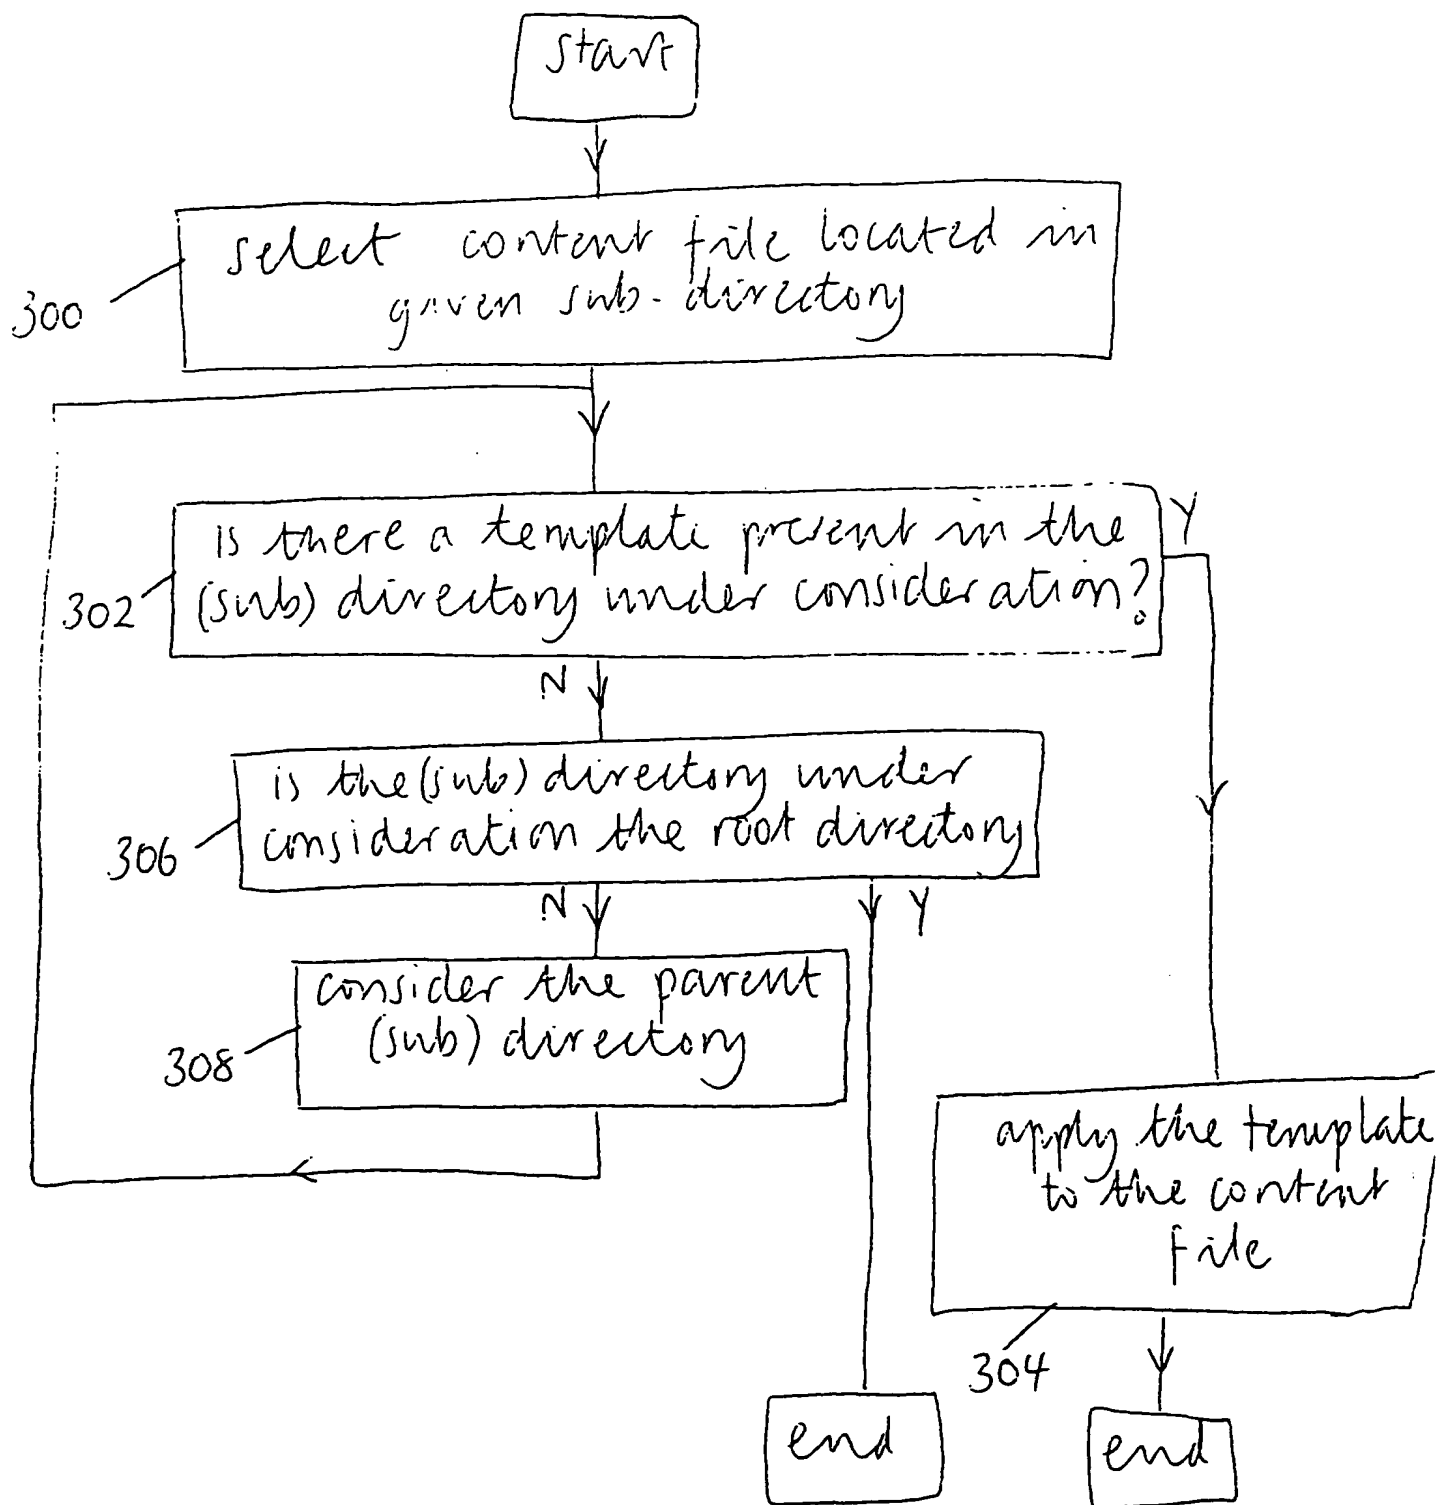 start
select content file located in
given sub-directory
300
is there a template present in the
(sub) directory under consideration?
Y
302
N
is the (sub) directory under
consideration the root directory
306
N
Y
consider the parent
(sub) directory
308
apply the template
to the content
file
304
end
end